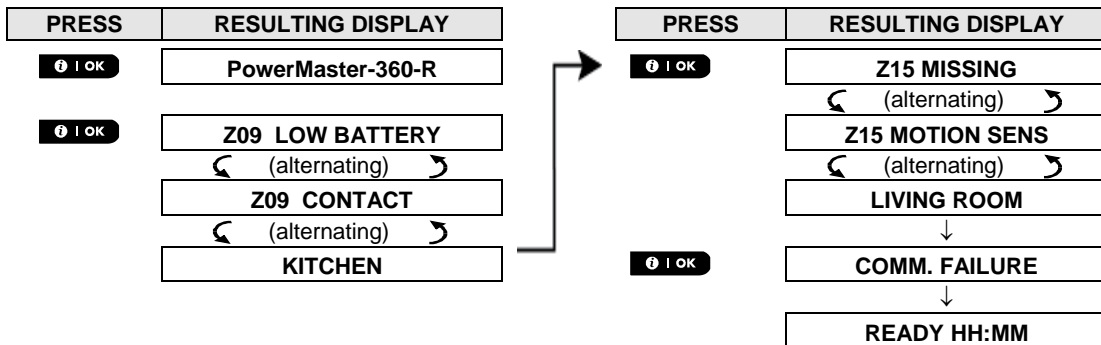 PRESS RESULTING DISPLAY
i I OK PowerMaster-360-R
i I OK Z09 LOW BATTERY
(alternating)
Z09 CONTACT
(alternating)
KITCHEN
PRESS RESULTING DISPLAY
i I OK Z15 MISSING
(alternating)
Z15 MOTION SENS
(alternating)
LIVING ROOM
↓
i I OK COMM. FAILURE
↓
READY HH:MM